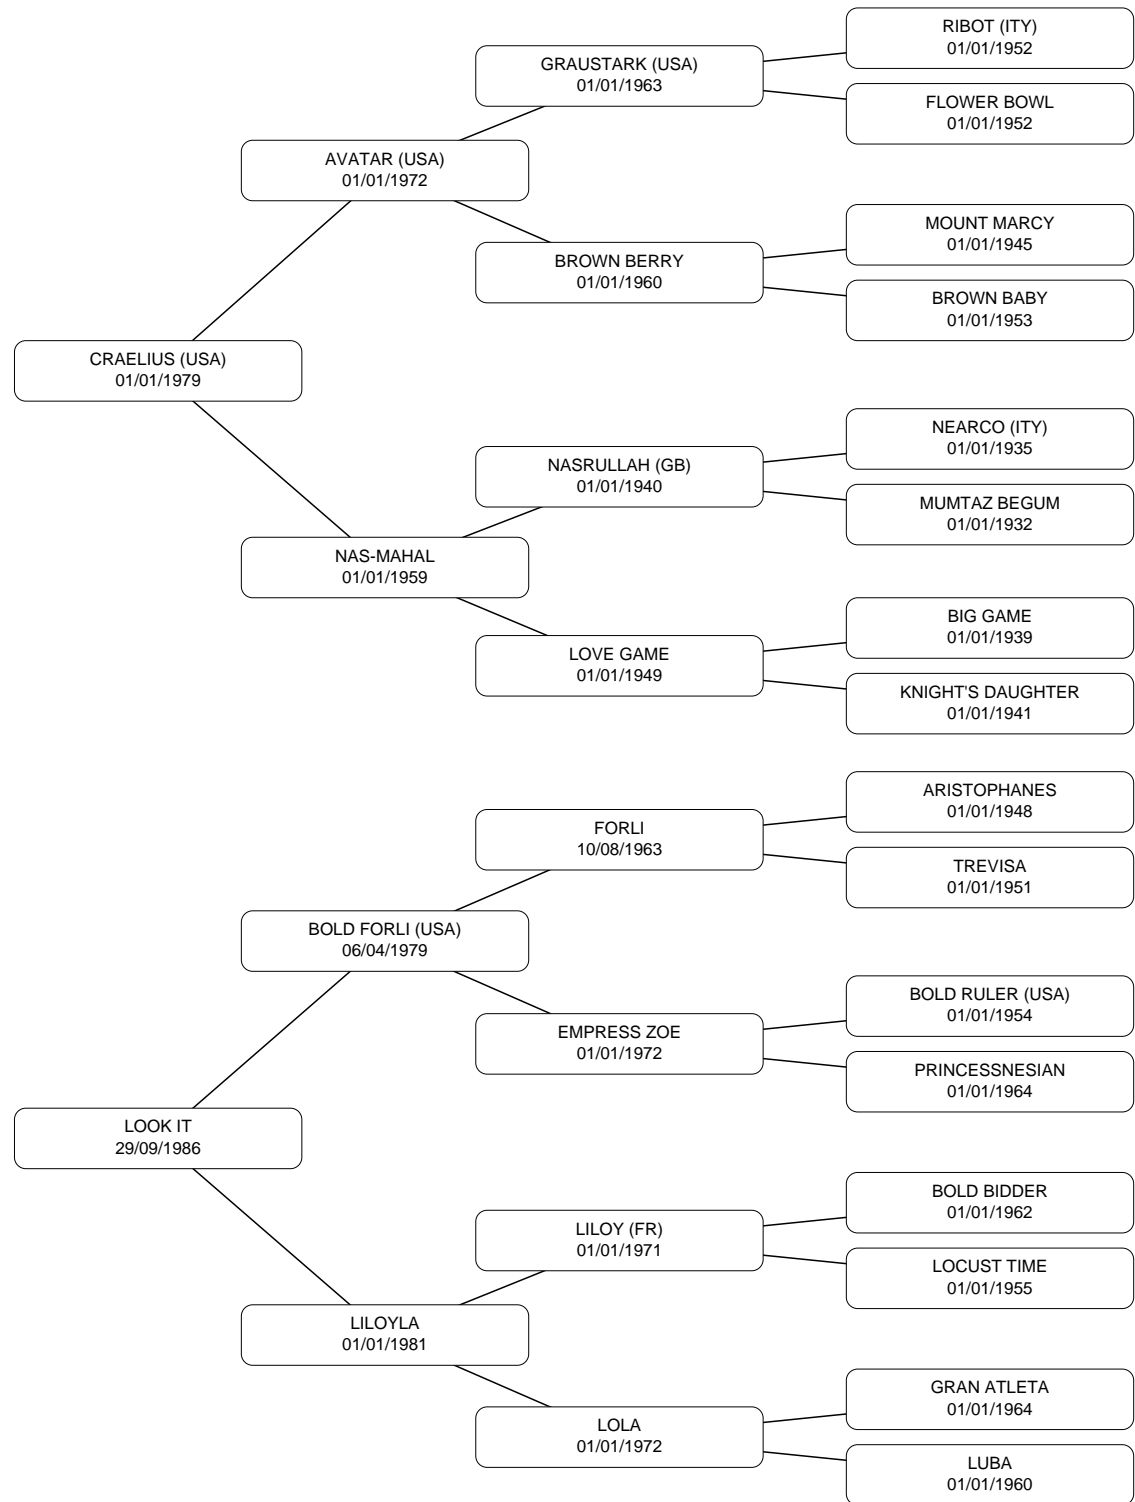 RIBOT (ITY)
01/01/1952
GRAUSTARK (USA)
01/01/1963
FLOWER BOWL
01/01/1952
AVATAR (USA)
01/01/1972
MOUNT MARCY
01/01/1945
BROWN BERRY
01/01/1960
BROWN BABY
01/01/1953
CRAELIUS (USA)
01/01/1979
NEARCO (ITY)
01/01/1935
NASRULLAH (GB)
01/01/1940
MUMTAZ BEGUM
01/01/1932
NAS-MAHAL
01/01/1959
BIG GAME
01/01/1939
LOVE GAME
01/01/1949
KNIGHT'S DAUGHTER
01/01/1941
ARISTOPHANES
01/01/1948
FORLI
10/08/1963
TREVISA
01/01/1951
BOLD FORLI (USA)
06/04/1979
BOLD RULER (USA)
01/01/1954
EMPRESS ZOE
01/01/1972
PRINCESSNESIAN
01/01/1964
LOOK IT
29/09/1986
BOLD BIDDER
01/01/1962
LILOY (FR)
01/01/1971
LOCUST TIME
01/01/1955
LILOYLA
01/01/1981
GRAN ATLETA
01/01/1964
LOLA
01/01/1972
LUBA
01/01/1960